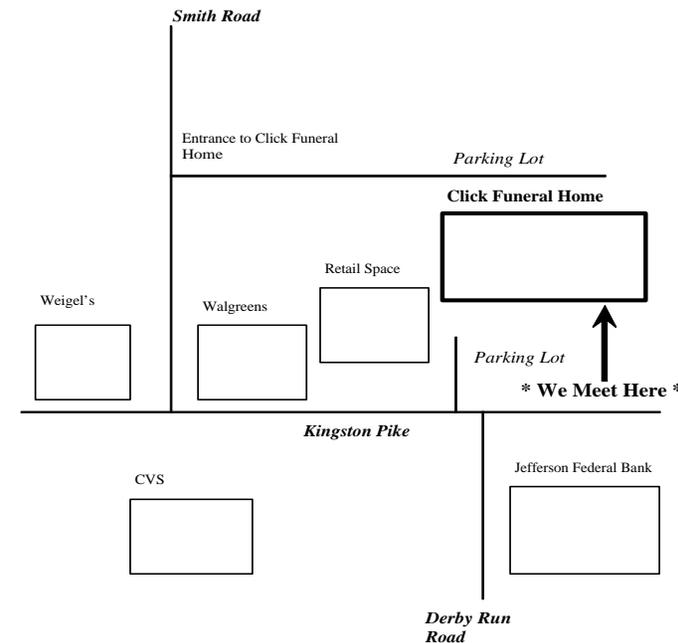 Smith Road
Entrance to Click Funeral
Home
Parking Lot
Click Funeral Home
Retail Space
Weigel's
Walgreens
Parking Lot
* We Meet Here *
Kingston Pike
CVS
Jefferson Federal Bank
Derby Run
Road